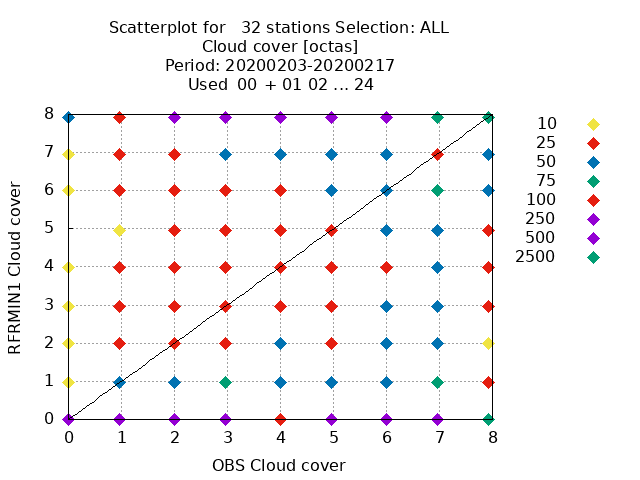 Scatterplot for 32 stations Selection: ALL
Cloud cover [octas]
Period: 20200203-20200217
Used 00 + 01 02 ... 24
8
7
6
5
4
3
2
1
0
RFRMIN1 Cloud cover
0 1 2 3 4 5 6 7 8
OBS Cloud cover
10
25
50
75
100
250
500
2500